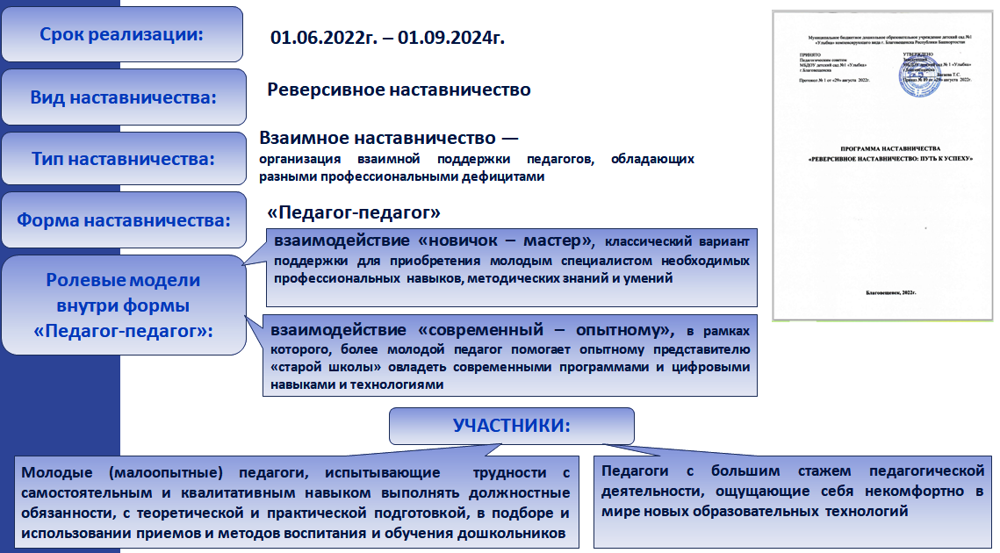 Срок реализации:
01.06.2022г. – 01.09.2024г.
Вид наставничества:
Реверсивное наставничество
Тип наставничества:
Взаимное наставничество —
организация взаимной поддержки педагогов, обладающих
разными профессиональными дефицитами
Форма наставничества:
«Педагог-педагог»
Ролевые модели
внутри формы
«Педагог-педагог»:
взаимодействие «новичок – мастер», классический вариант
поддержки для приобретения молодым специалистом необходимых
профессиональных навыков, методических знаний и умений
взаимодействие «современный – опытному», в рамках
которого, более молодой педагог помогает опытному представителю
«старой школы» овладеть современными программами и цифровыми
навыками и технологиями
УЧАСТНИКИ:
Молодые (малоопытные) педагоги, испытывающие трудности с
самостоятельным и квалитативным навыком выполнять должностные
обязанности, с теоретической и практической подготовкой, в подборе и
использовании приемов и методов воспитания и обучения дошкольников
Педагоги с большим стажем педагогической
деятельности, ощущающие себя некомфортно в
мире новых образовательных технологий
Муниципальное бюджетное дошкольное образовательное учреждение детский сад №1
«Улыбка» компенсирующего вида г. Благовещенска Республики Башкортостан
ПРИНЯТО
Педагогическим советом
МБДОУ детский сад №1 «Улыбка»
г.Благовещенска
Протокол № 1 от «29» августа 2022г.
УТВЕРЖДЕНО
Заведующий
МБДОУ детский сад № 1 «Улыбка»
г.Благовещенска
Т.С.
Приказ № от «29» августа 2022г.
ПРОГРАММА НАСТАВНИЧЕСТВА
«РЕВЕРСИВНОЕ НАСТАВНИЧЕСТВО: ПУТЬ К УСПЕХУ»
Благовещенск, 2022г.